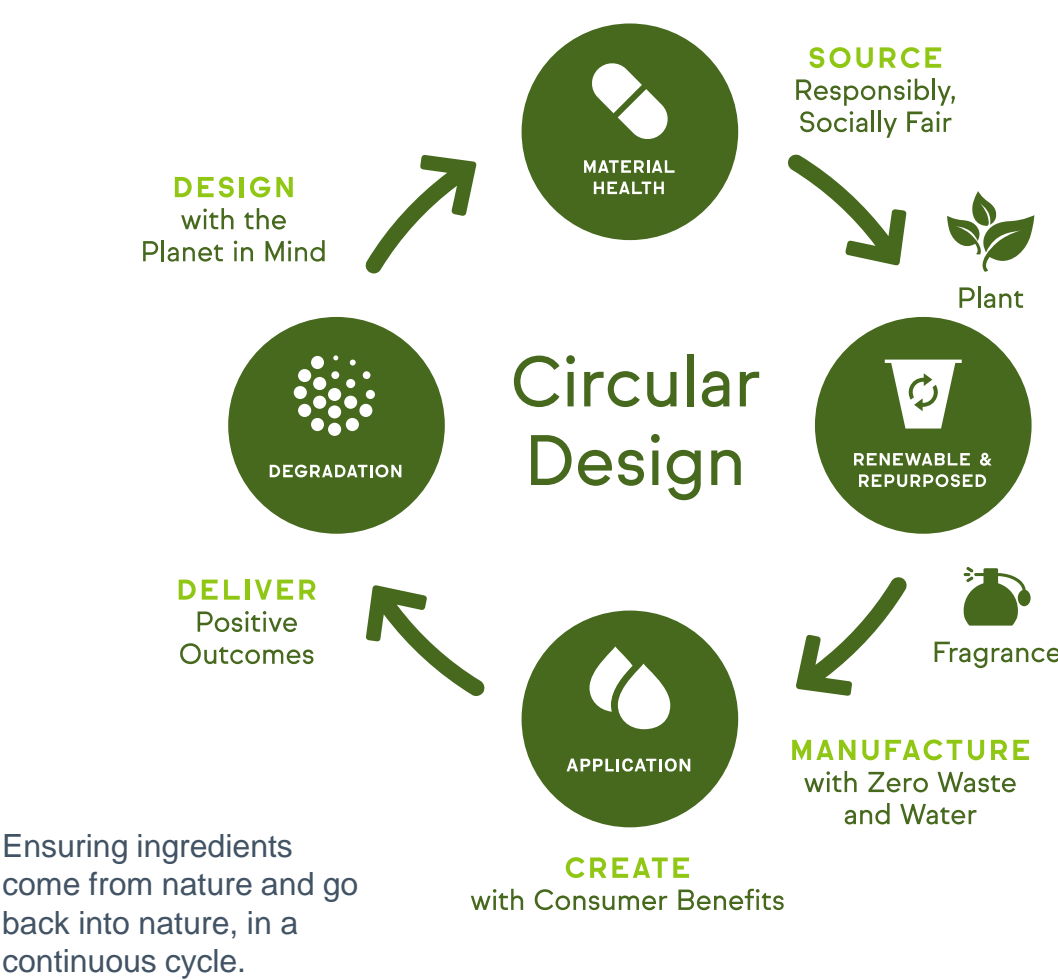 SOURCE
Responsibly,
Socially Fair
MATERIAL
HEALTH
DESIGN
with the
Planet in Mind
Plant
Circular
Design
DEGRADATION
RENEWABLE &
REPURPOSED
DELIVER
Positive
Outcomes
Fragrance
APPLICATION
MANUFACTURE
with Zero Waste
and Water
CREATE
with Consumer Benefits
Ensuring ingredients
come from nature and go
back into nature, in a
continuous cycle.